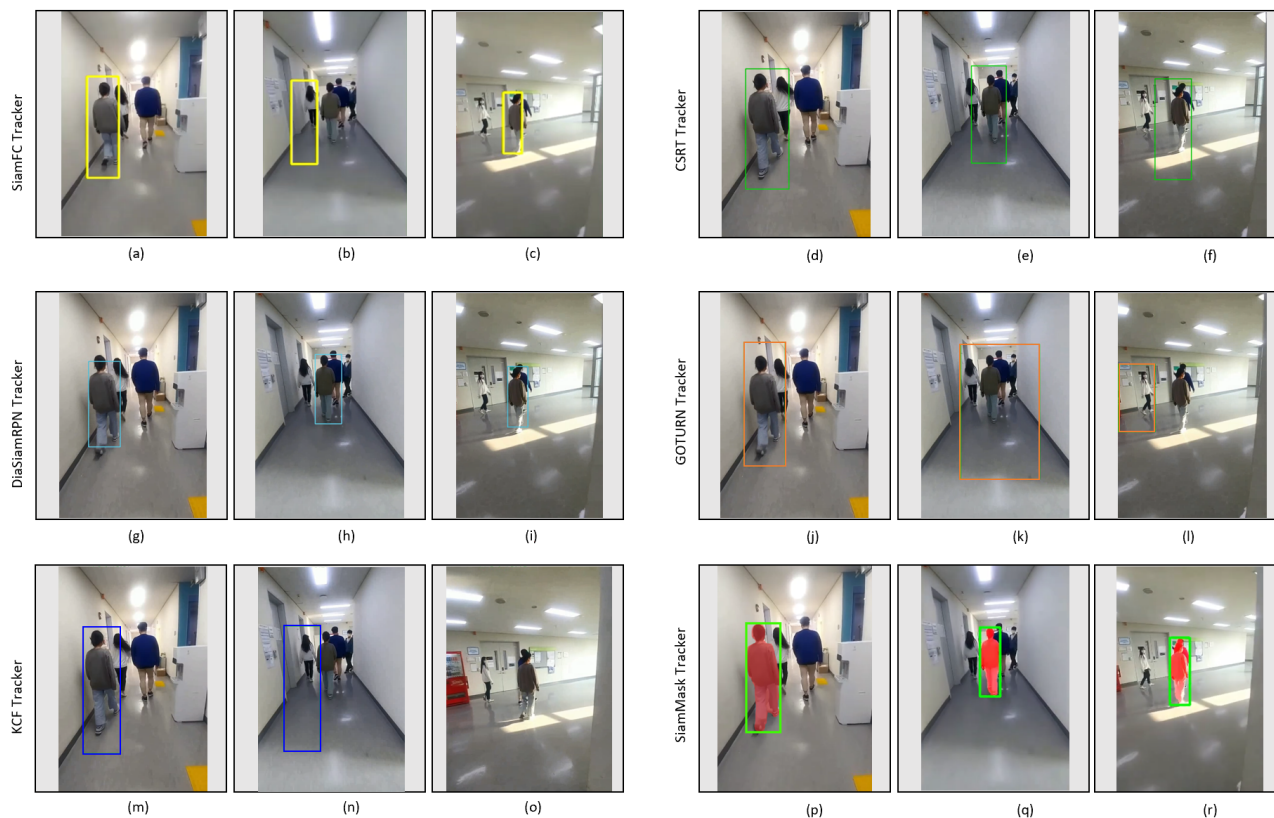 SiamFC Tracker
(a)
(b)
(c)
CSRT Tracker
(d)
(e)
(f)
DiaSiamRPN Tracker
(g)
(h)
(i)
GOTURN Tracker
(j)
(k)
(l)
KCF Tracker
(m)
(n)
(o)
SiamMask Tracker
(p)
(q)
(r)